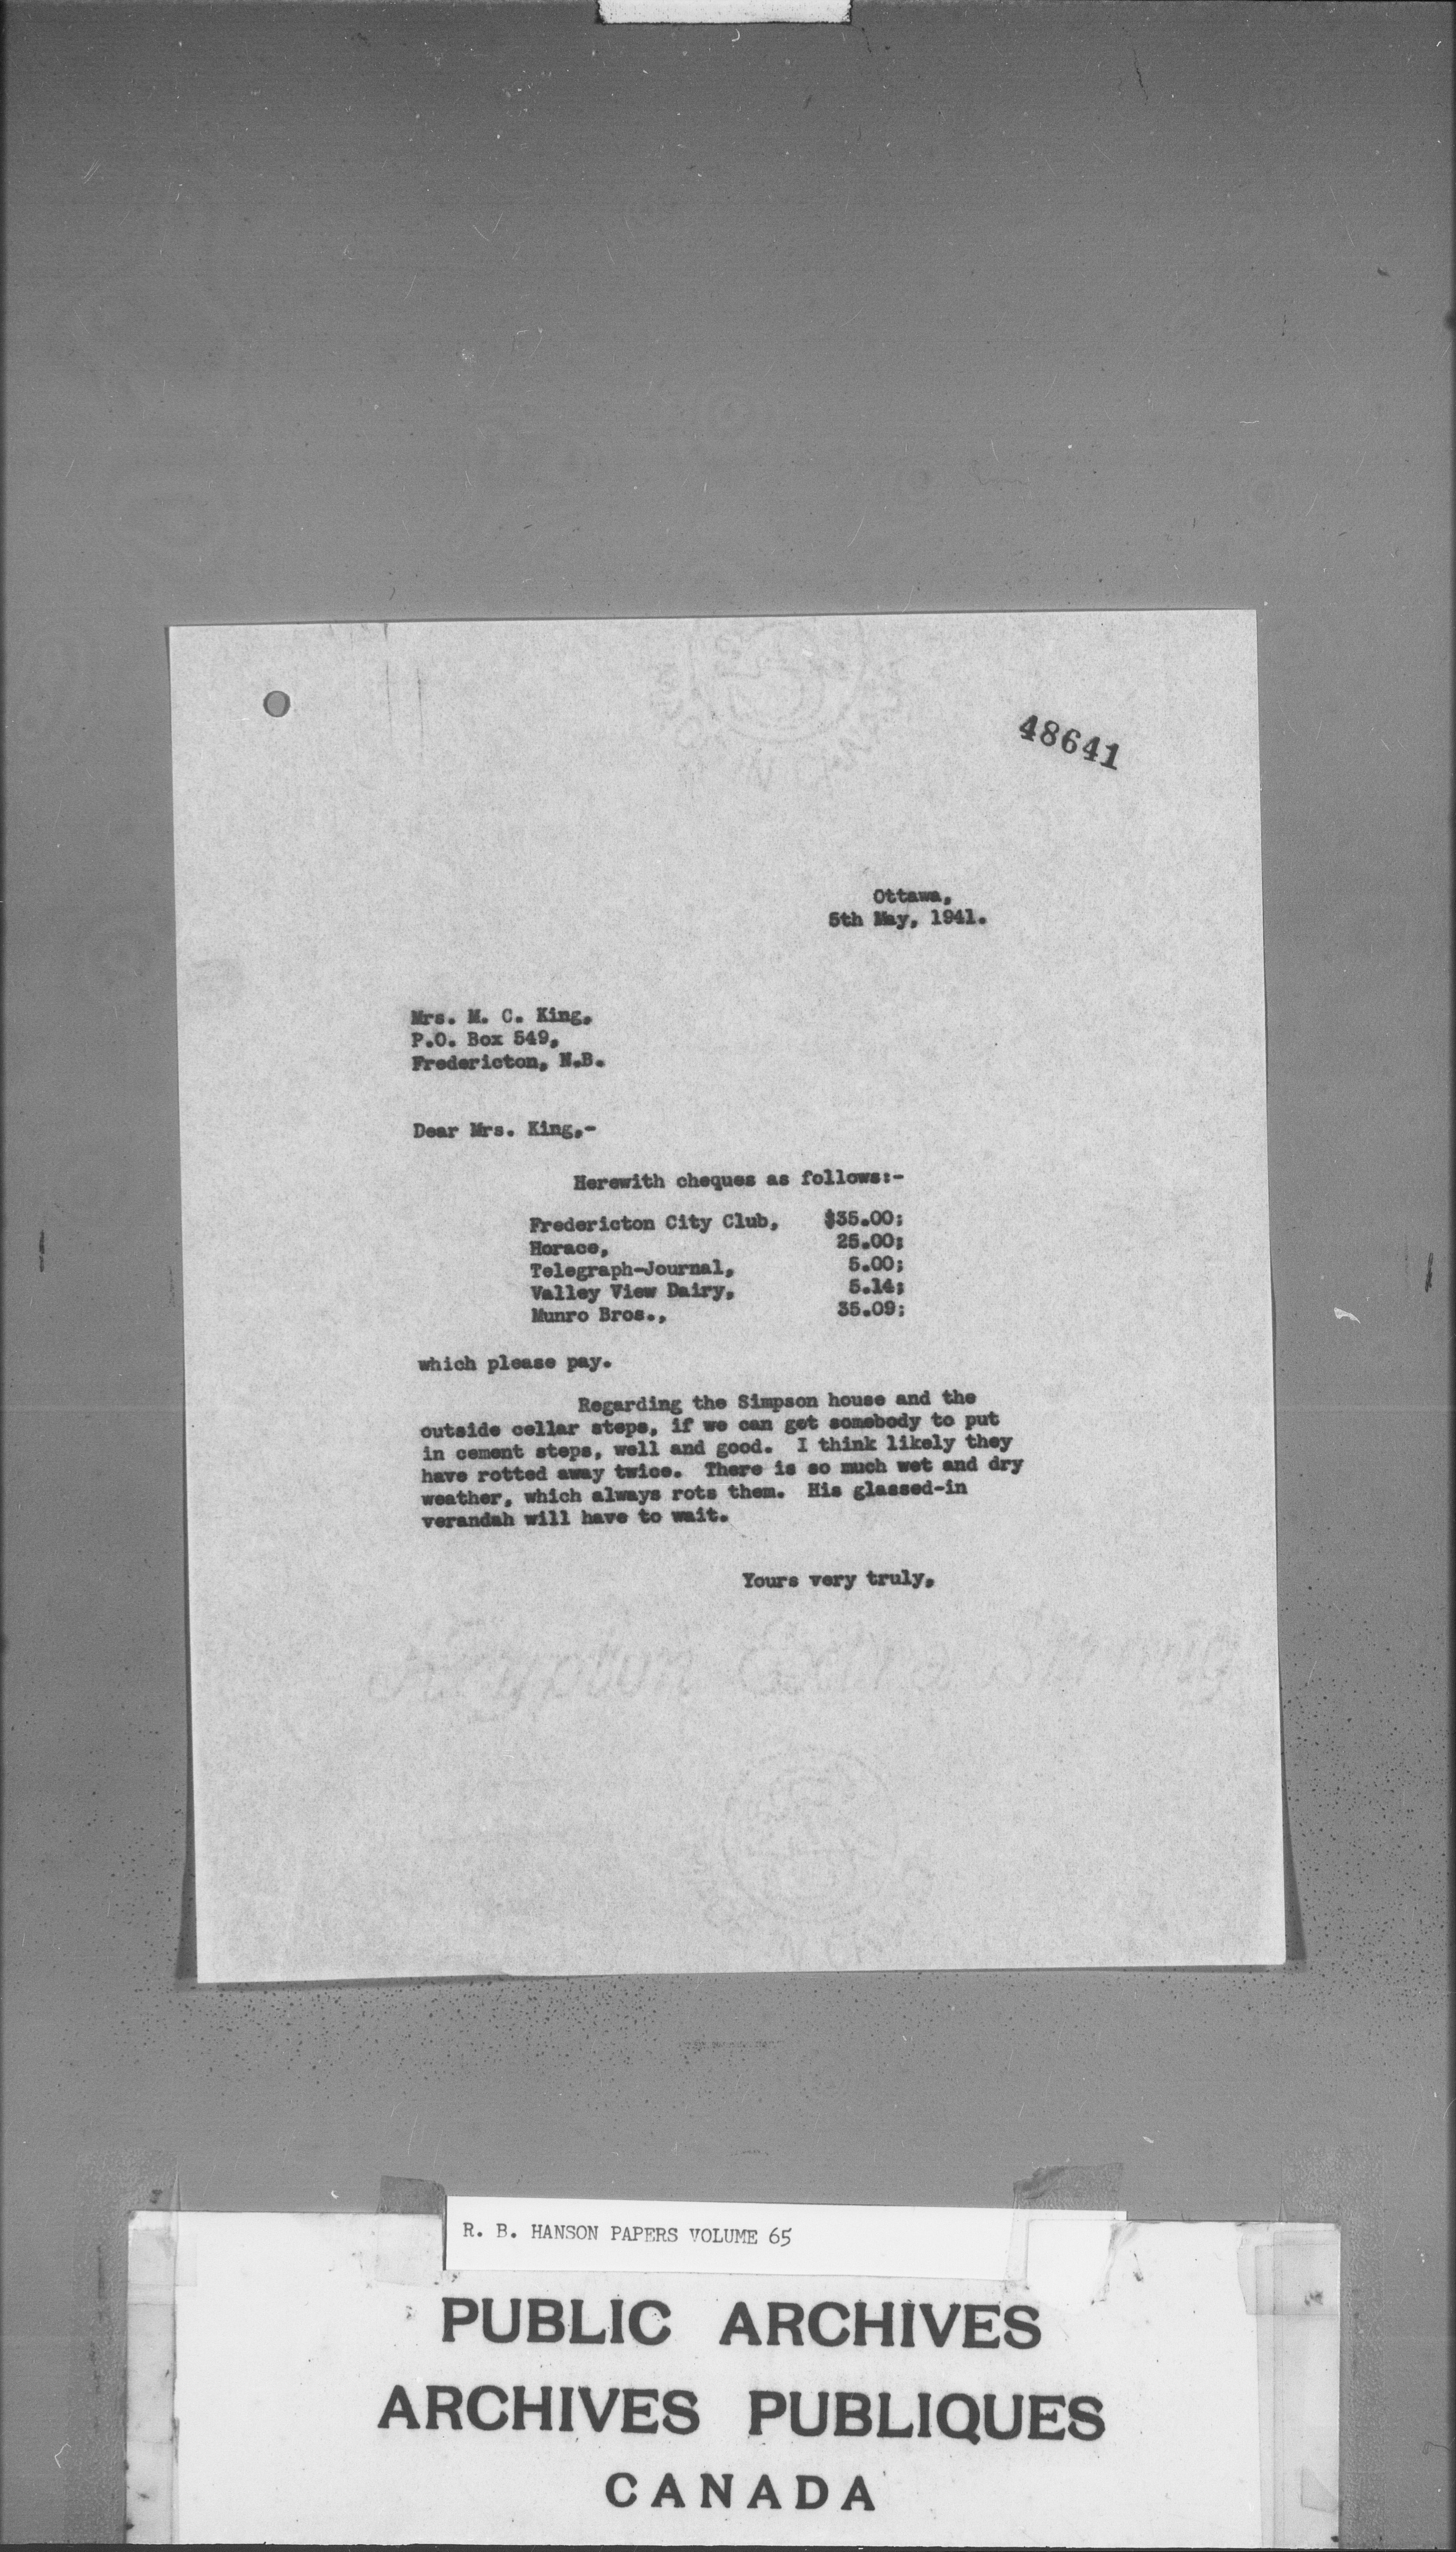 48641
Ottawa,
5th May, 1941.
Mrs. M. C. King,
P.O. Box 549,
Fredericton, N.B.
Dear Mrs. King,-
Herewith cheques as follows:-
Fredericton City Club, $35.00;
Horace, 25.00;
Telegraph-Journal, 5.00;
Valley View Dairy, 5.14;
Munro Bros., 35.09;
which please pay.
Regarding the Simpson house and the
outside cellar steps, if we can get somebody to put
in cement steps, well and good. I think likely they
have rotted away twice. There is so much wet and dry
weather, which always rots them. His glassed-in
verandah will have to wait.
Yours very truly,
R. B. HANSON PAPERS VOLUME 65
PUBLIC ARCHIVES
ARCHIVES PUBLIQUES
CANADA